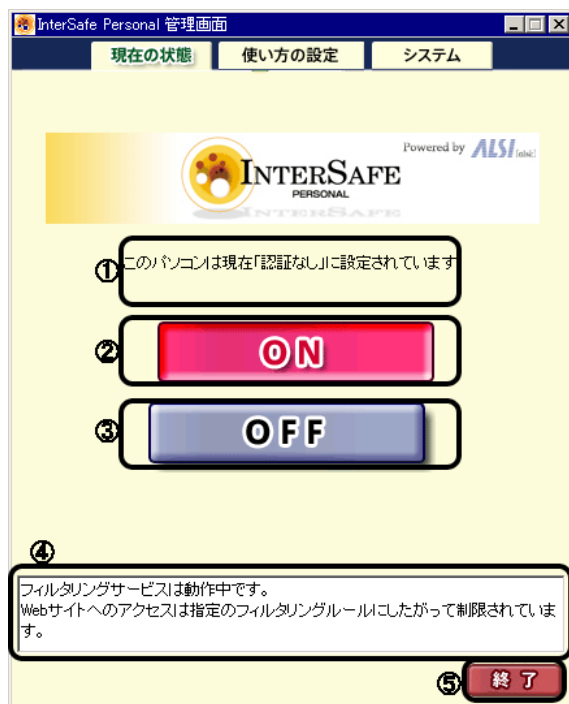 InterSafe Personal 管理画面
現在の状態 使い方の設定 システム
Powered by ALSI [alsi:]
INTERSAFE
PERSONAL
① このパソコンは現在「認証なし」に設定されています
② ON
③ OFF
④
フィルタリングサービスは動作中です。
Webサイトへのアクセスは指定のフィルタリングルールにしたがって制限されていま
す。
⑤ 終了